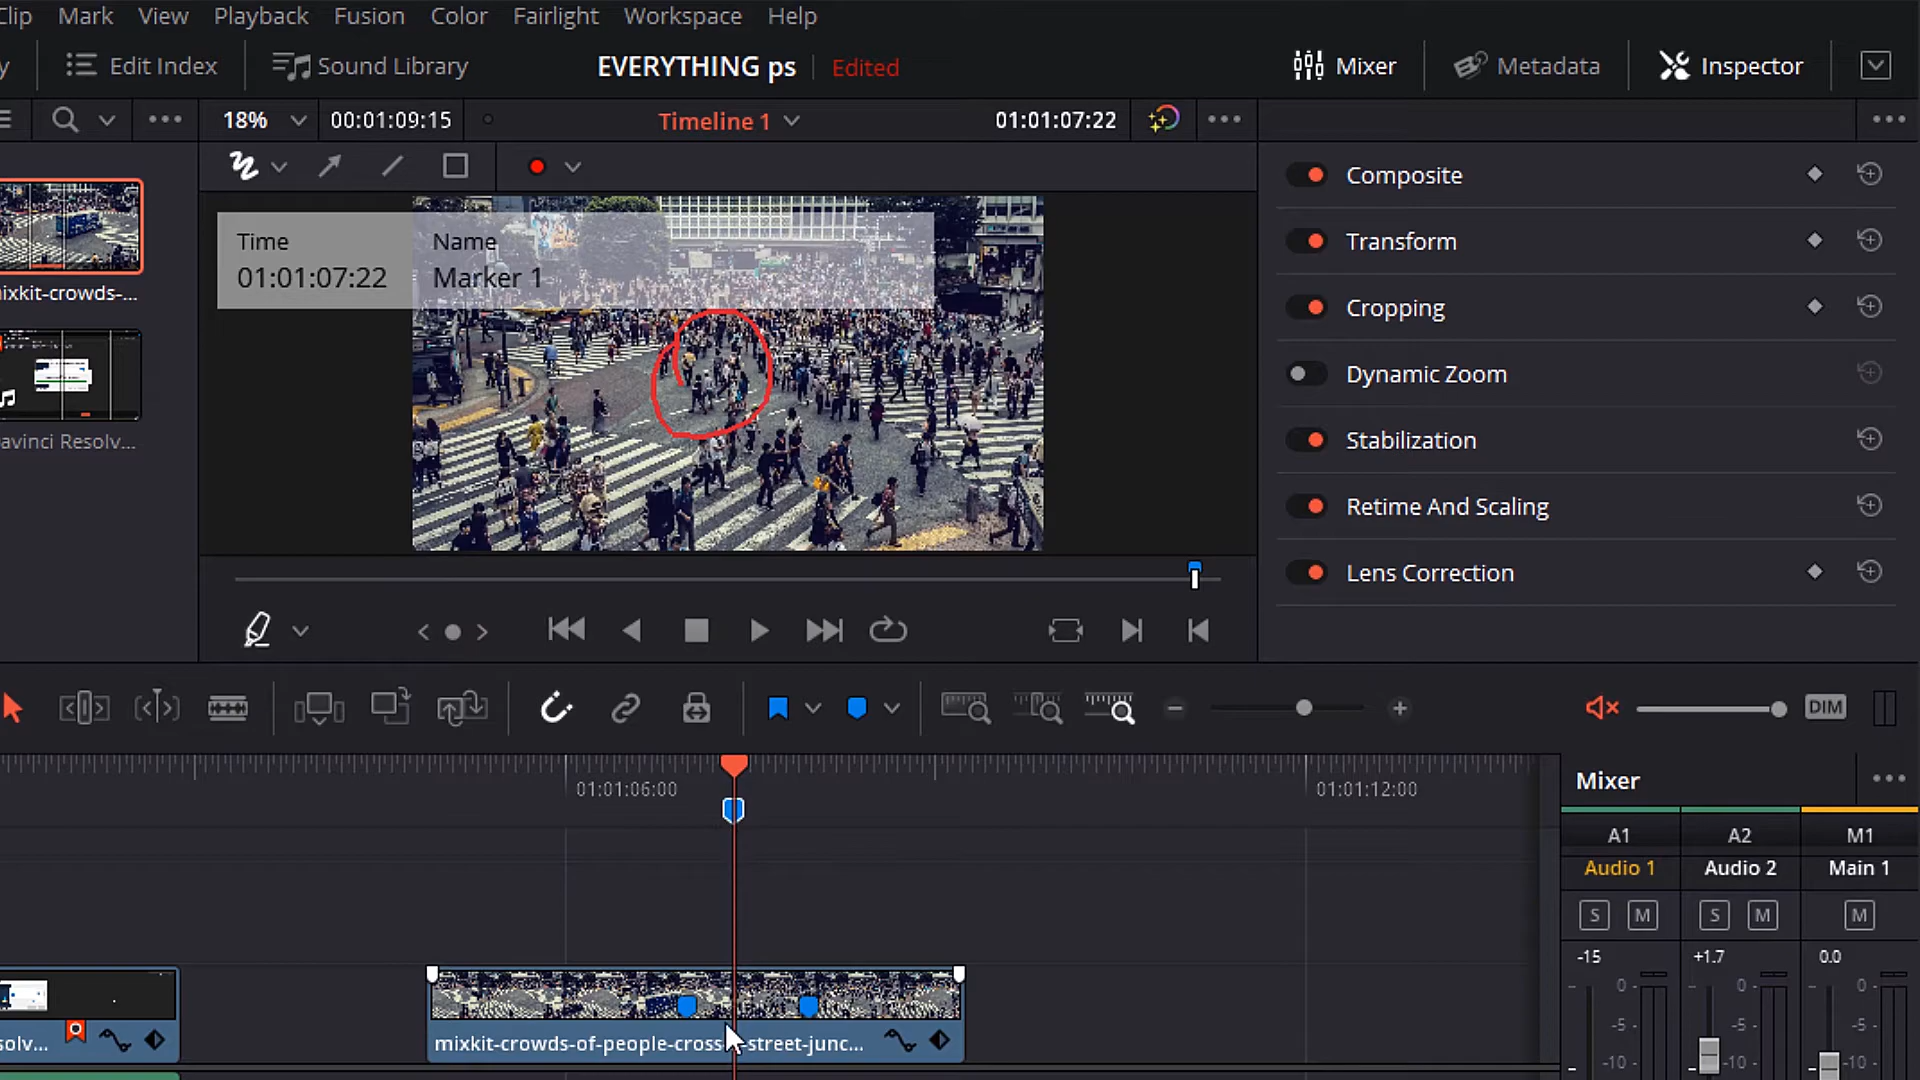 Clip Mark View Playback Fusion Color Fairlight Workspace Help
y Edit Index Sound Library EVERYTHING ps Edited Mixer Metadata Inspector
18% 00:01:09:15 Timeline 1 01:01:07:22
Time Name
01:01:07:22 Marker 1
ixkit-crowds-...
avinci Resolv...
Composite
Transform
Cropping
Dynamic Zoom
Stabilization
Retime And Scaling
Lens Correction
DIM
01:01:06:00 01:01:12:00
Mixer
A1 A2 M1
Audio 1 Audio 2 Main 1
S M S M M
-15 +1.7 0.0
0 0 0
-5 -5 -5
-10 -10 -10
solv... mixkit-crowds-of-people-cross street-junc...